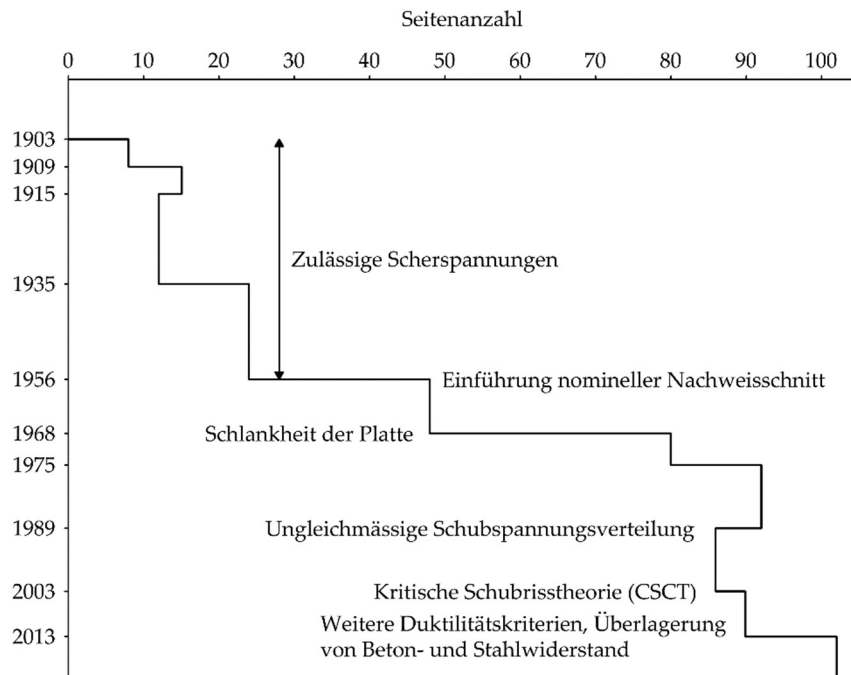 Seitenanzahl
0 10 20 30 40 50 60 70 80 90 100
1903
1909
1915
Zulässige Scherspannungen
1935
1956 Einführung nomineller Nachweisschnitt
1968 Schlankheit der Platte
1975
1989 Ungleichmässige Schubspannungsverteilung
2003 Kritische Schubrisstheorie (CSCT)
2013 Weitere Duktilitätskriterien, Überlagerung
von Beton- und Stahlwiderstand